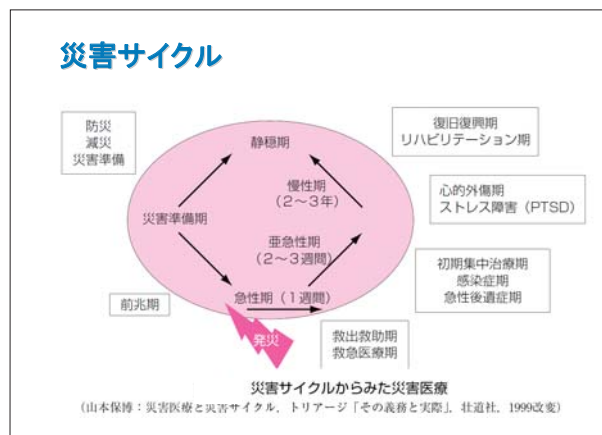 災害サイクル
防災
減災
災害準備
静穏期
復旧復興期
リハビリテーション期
慢性期
(2〜3年)
心的外傷期
ストレス障害(PTSD)
災害準備期
亜急性期
(2〜3週間)
初期集中治療期
感染症期
急性後遺症期
前兆期
急性期(1週間)
発災
救出救助期
救急医療期
災害サイクルからみた災害医療
(山本保博:災害医療と災害サイクル,トリアージ「その義務と実際」,壮道社,1999改変)